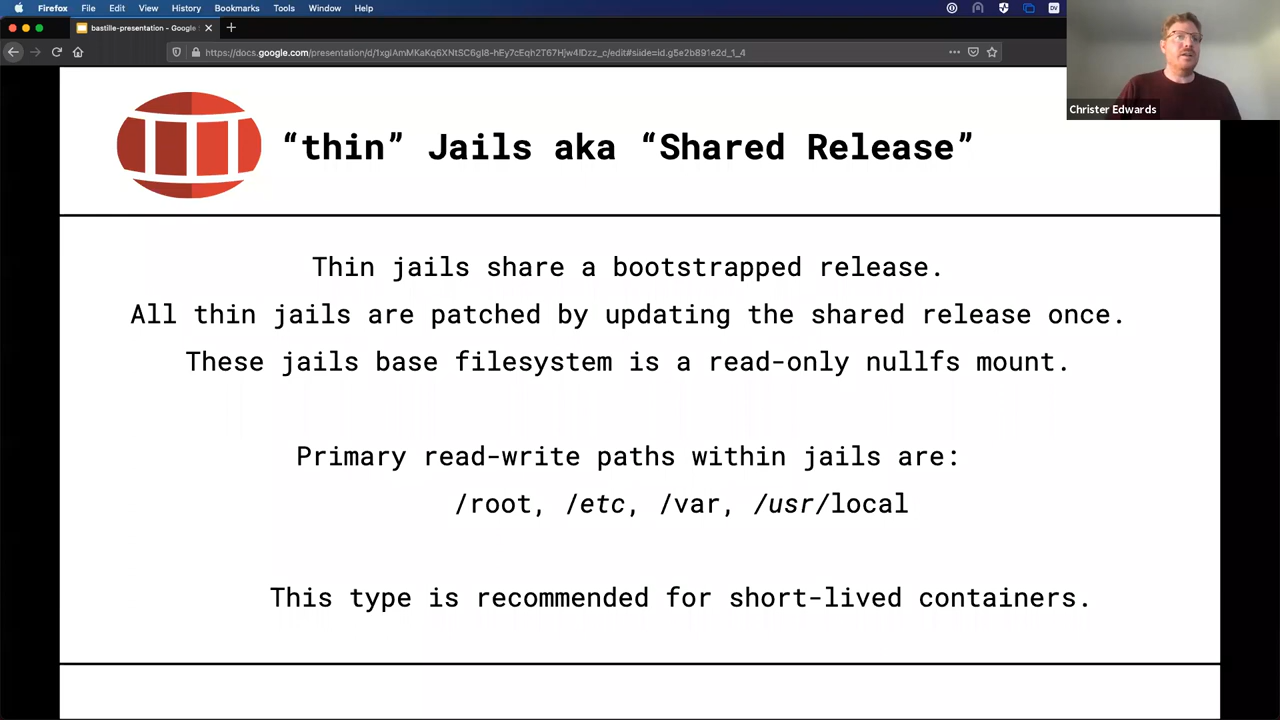 Firefox File Edit View History Bookmarks Tools Window Help
bastille-presentation - Google
https://docs.google.com/presentation/d/1xgiAmMKaKq6XNtSC6gI8-hEy7cEqh2T67Hjw4IDzz_c/edit#slide=id.g5e2b891e2d_1_4
Christer Edwards
“thin” Jails aka “Shared Release”
Thin jails share a bootstrapped release.
All thin jails are patched by updating the shared release once.
These jails base filesystem is a read-only nullfs mount.
Primary read-write paths within jails are:
/root, /etc, /var, /usr/local
This type is recommended for short-lived containers.